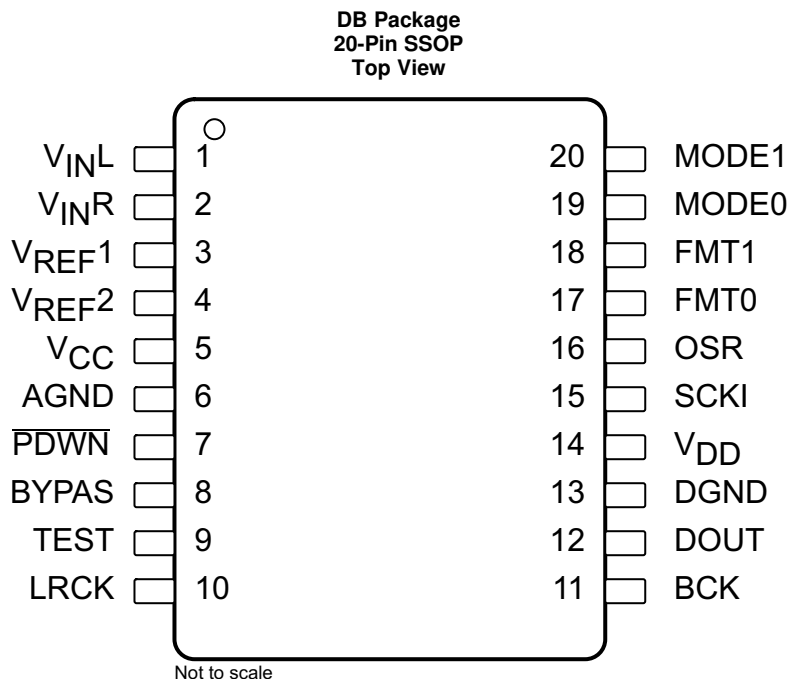 DB Package
20-Pin SSOP
Top View
VINL 1 20 MODE1
VINR 2 19 MODE0
VREF1 3 18 FMT1
VREF2 4 17 FMT0
VCC 5 16 OSR
AGND 6 15 SCKI
PDWN 7 14 VDD
BYPAS 8 13 DGND
TEST 9 12 DOUT
LRCK 10 11 BCK
Not to scale